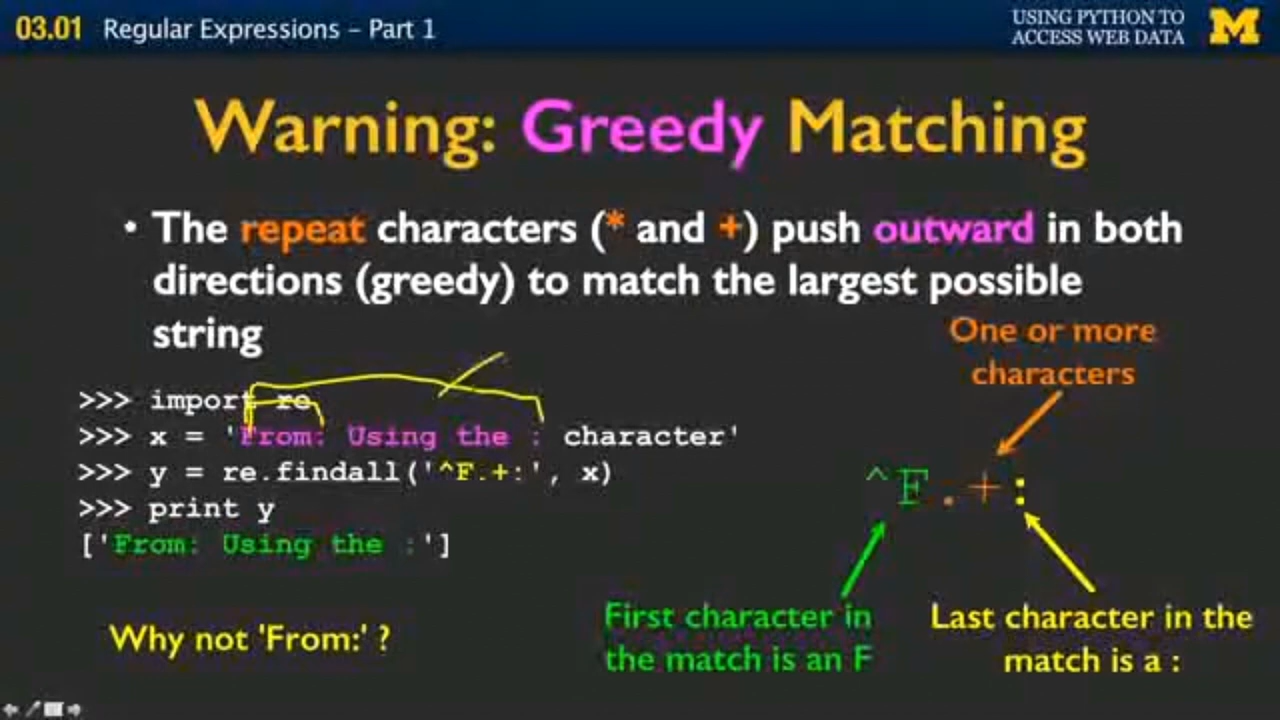 03.01 Regular Expressions – Part 1
USING PYTHON TO
ACCESS WEB DATA
M
Warning: Greedy Matching
• The repeat characters (* and +) push outward in both
directions (greedy) to match the largest possible
string
>>> import re
>>> x = 'From: Using the : character'
>>> y = re.findall('^F.+:', x)
>>> print y
['From: Using the :']
Why not 'From:' ?
One or more
characters
^F.+:
First character in
the match is an F
Last character in the
match is a :